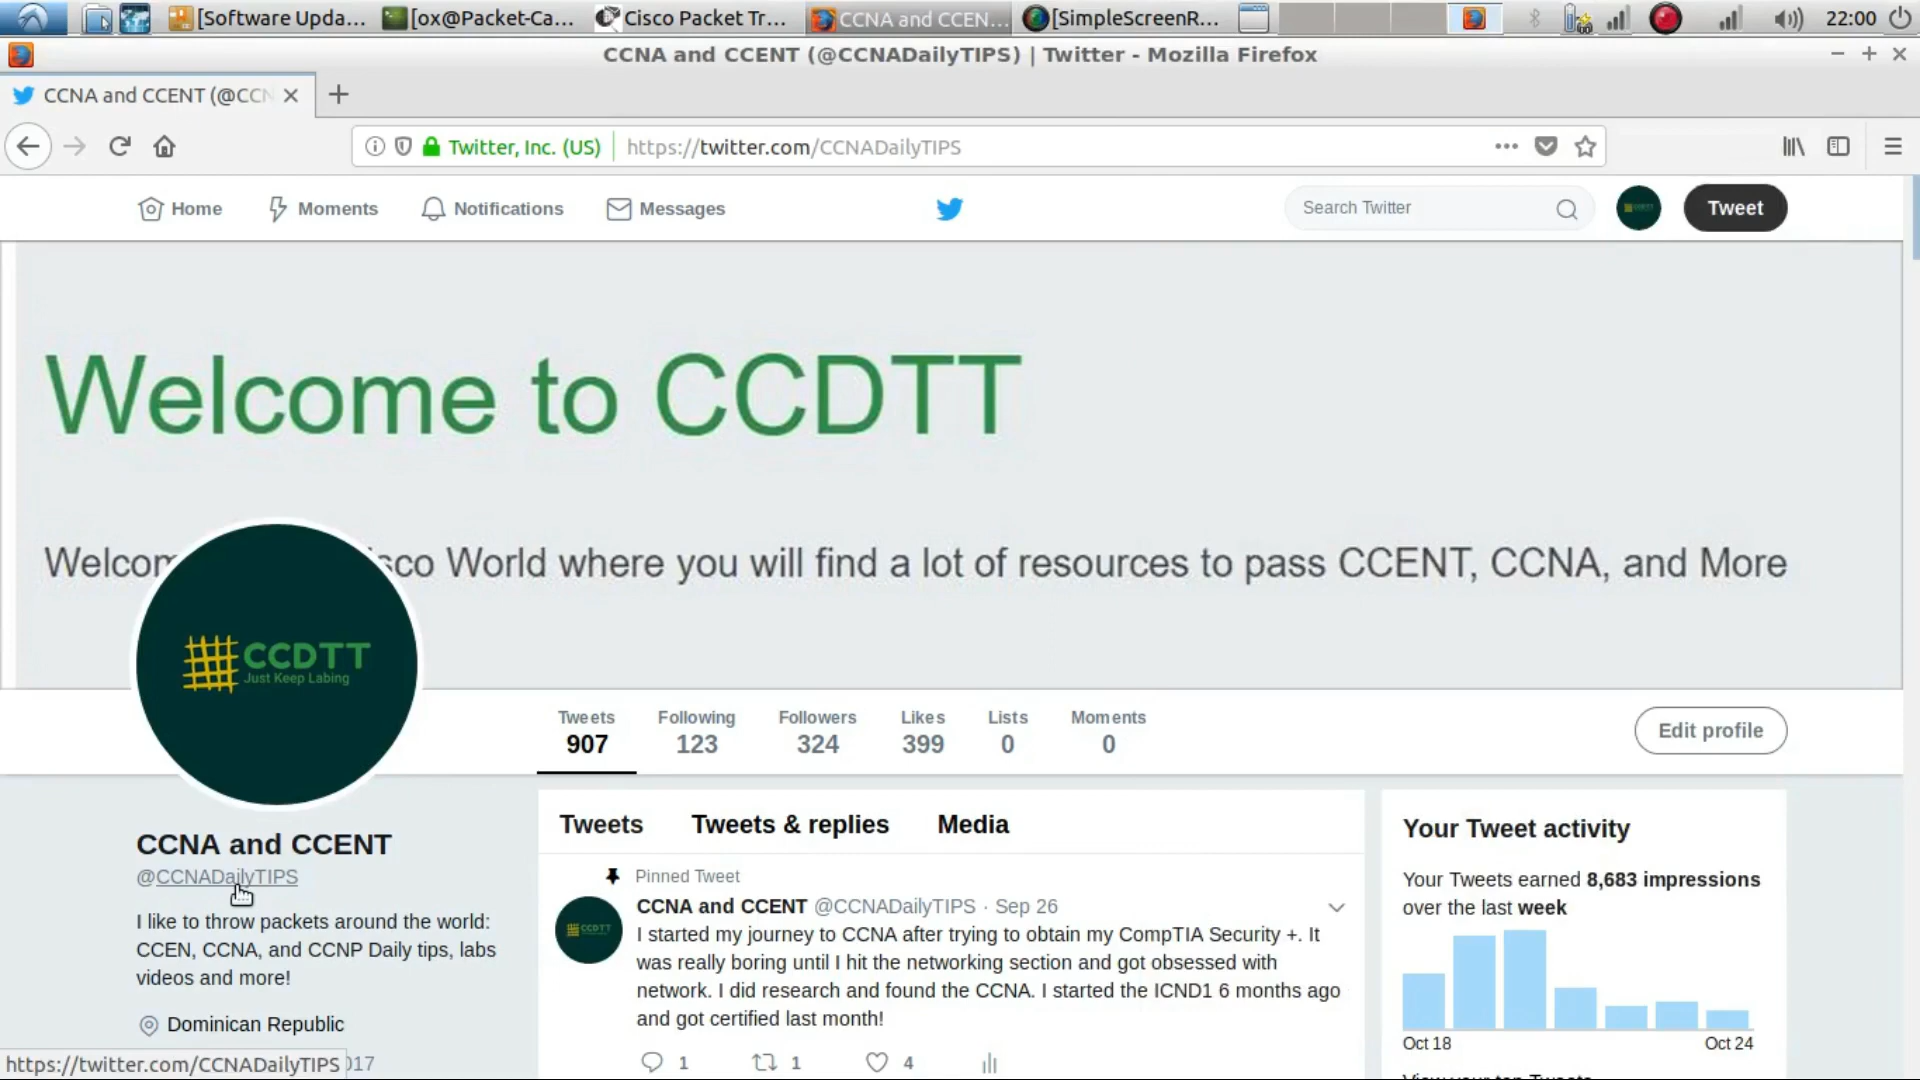 [Software Upda...
[ox@Packet-Ca...
Cisco Packet Tr...
CCNA and CCEN...
[SimpleScreenR...
22:00
CCNA and CCENT (@CCNADailyTIPS) | Twitter - Mozilla Firefox
CCNA and CCENT (@CCN
Twitter, Inc. (US)
https://twitter.com/CCNADailyTIPS
Home
Moments
Notifications
Messages
Search Twitter
Tweet
Welcome to CCDTT
Welcom sco World where you will find a lot of resources to pass CCENT, CCNA, and More
CCDTT
Just Keep Labing
Tweets
907
Following
123
Followers
324
Likes
399
Lists
0
Moments
0
Edit profile
CCNA and CCENT
@CCNADailyTIPS
I like to throw packets around the world:
CCEN, CCNA, and CCNP Daily tips, labs
videos and more!
Dominican Republic
017
https://twitter.com/CCNADailyTIPS
Tweets
Tweets & replies
Media
Pinned Tweet
CCNA and CCENT @CCNADailyTIPS · Sep 26
I started my journey to CCNA after trying to obtain my CompTIA Security +. It
was really boring until I hit the networking section and got obsessed with
network. I did research and found the CCNA. I started the ICND1 6 months ago
and got certified last month!
1
1
4
Your Tweet activity
Your Tweets earned 8,683 impressions
over the last week
Oct 18
Oct 24